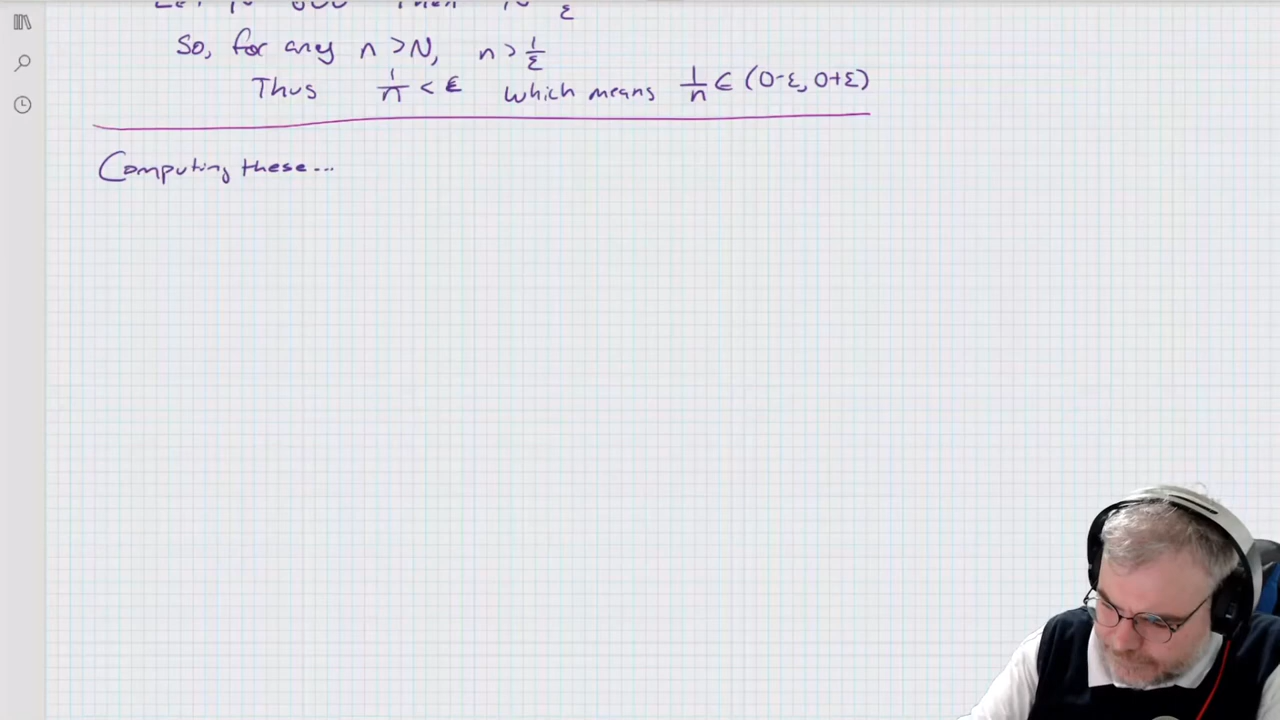 So, for any n > N, n > 1/ε
Thus 1/n < ε which means 1/n ∈ (0-ε, 0+ε)
Computing these...